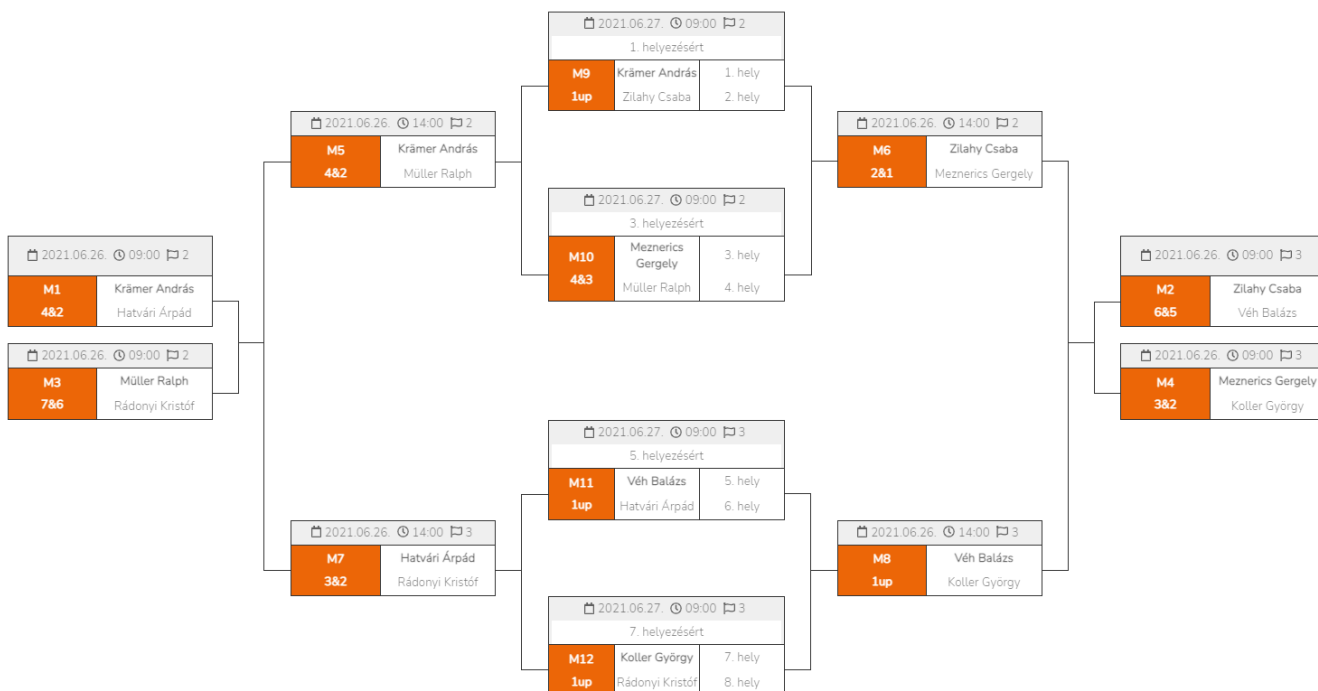 2021.06.27. 09:00 2
1. helyezésért
M9 Krämer András 1. hely
1up Zilahy Csaba 2. hely
2021.06.26. 14:00 2
M5 Krämer András
4&2 Müller Ralph
2021.06.26. 14:00 2
M6 Zilahy Csaba
2&1 Meznerics Gergely
2021.06.27. 09:00 2
3. helyezésért
M10 Meznerics Gergely 3. hely
4&3 Müller Ralph 4. hely
2021.06.26. 09:00 2
M1 Krämer András
4&2 Hatvári Árpád
2021.06.26. 09:00 2
M3 Müller Ralph
7&6 Rádonyi Kristóf
2021.06.26. 09:00 3
M2 Zilahy Csaba
6&5 Véh Balázs
2021.06.26. 09:00 3
M4 Meznerics Gergely
3&2 Koller György
2021.06.27. 09:00 3
5. helyezésért
M11 Véh Balázs 5. hely
1up Hatvári Árpád 6. hely
2021.06.26. 14:00 3
M7 Hatvári Árpád
3&2 Rádonyi Kristóf
2021.06.26. 14:00 3
M8 Véh Balázs
1up Koller György
2021.06.27. 09:00 3
7. helyezésért
M12 Koller György 7. hely
1up Rádonyi Kristóf 8. hely